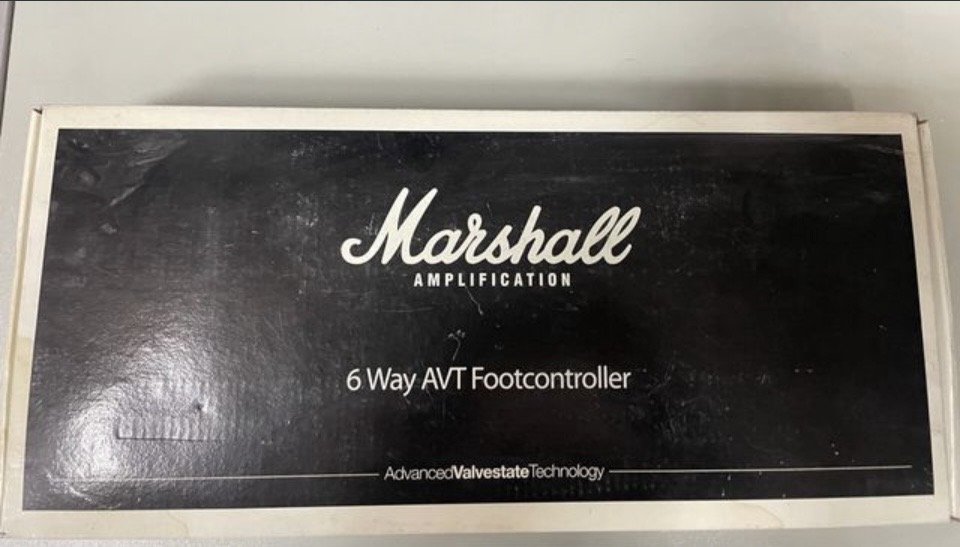 Marshall
AMPLIFICATION
6 Way AVT Footcontroller
AdvancedValvestateTechnology